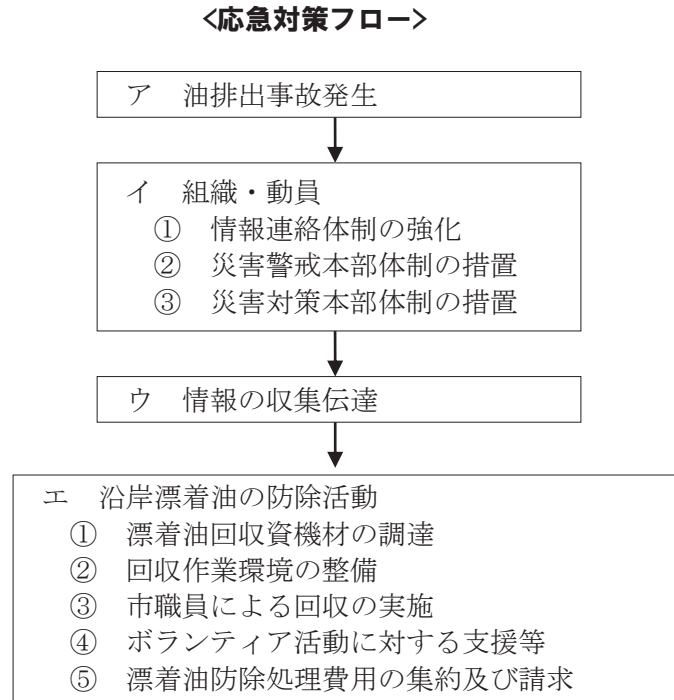 <応急対策フロー>
ア 油排出事故発生
イ 組織・動員
① 情報連絡体制の強化
② 災害警戒本部体制の措置
③ 災害対策本部体制の措置
ウ 情報の収集伝達
エ 沿岸漂着油の防除活動
① 漂着油回収資機材の調達
② 回収作業環境の整備
③ 市職員による回収の実施
④ ボランティア活動に対する支援等
⑤ 漂着油防除処理費用の集約及び請求